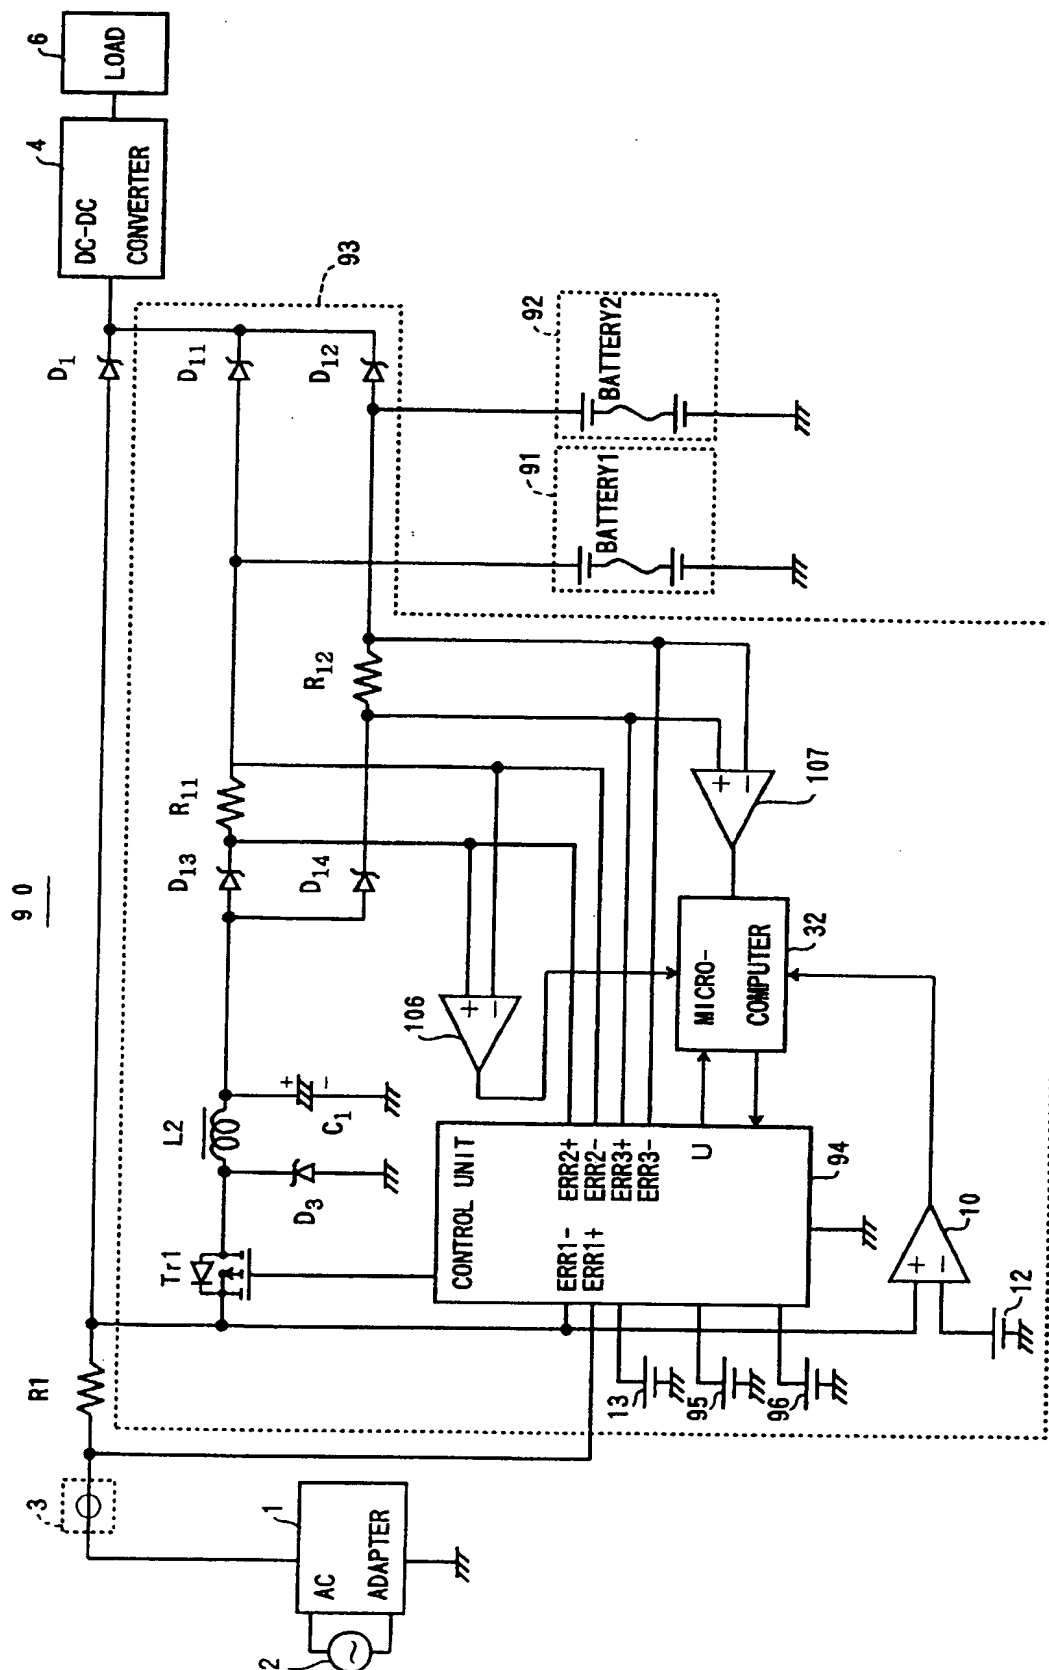 90
6
LOAD
4
DC-DC
CONVERTER
D1
D11
D12
93
92
BATTERY2
91
BATTERY1
R12
R11
D13
D14
107
106
MICRO-
COMPUTER
32
L2
+
-
C1
D3
Tr1
CONTROL UNIT
ERR1-
ERR1+
ERR2+
ERR2-
ERR3+
ERR3-
U
94
+
-
+
-
+
-
10
12
13
95
96
R1
3
1
AC
ADAPTER
2
~